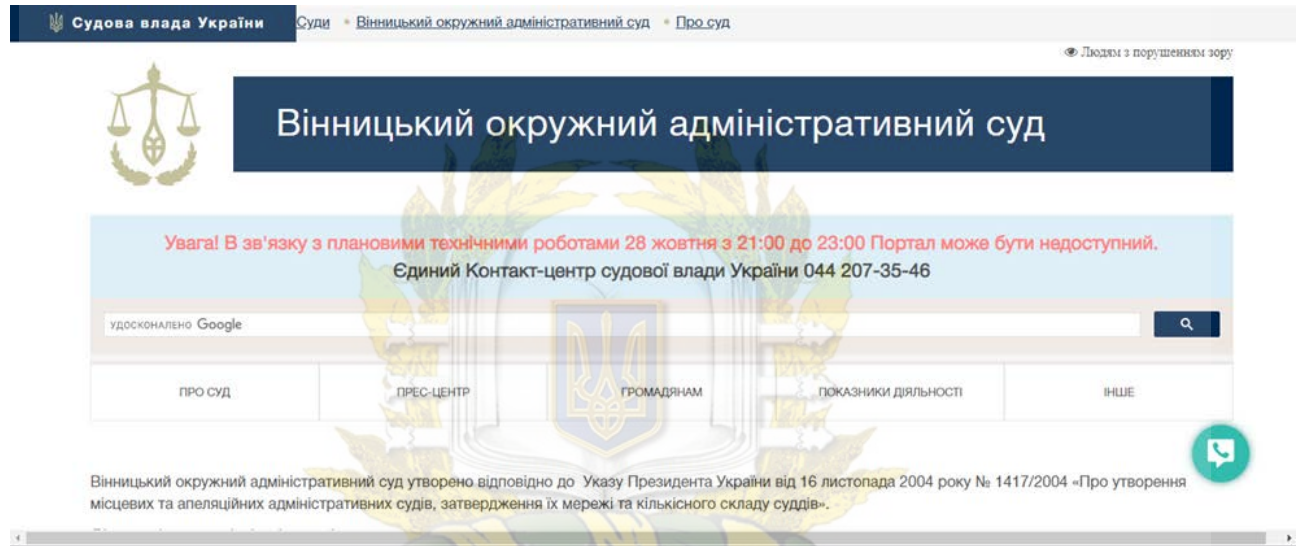 Судова влада України Суди • Вінницький окружний адміністративний суд • Про суд
Людям з порушенням зору
Вінницький окружний адміністративний суд
Увага! В зв'язку з плановими технічними роботами 28 жовтня з 21:00 до 23:00 Портал може бути недоступний.
Єдиний Контакт-центр судової влади України 044 207-35-46
УДОСКОНАЛЕНО Google
ПРО СУД ПРЕС-ЦЕНТР ГРОМАДЯНАМ ПОКАЗНИКИ ДІЯЛЬНОСТІ ІНШЕ
Вінницький окружний адміністративний суд утворено відповідно до Указу Президента України від 16 листопада 2004 року № 1417/2004 «Про утворення
місцевих та апеляційних адміністративних судів, затвердження їх мережі та кількісного складу суддів».